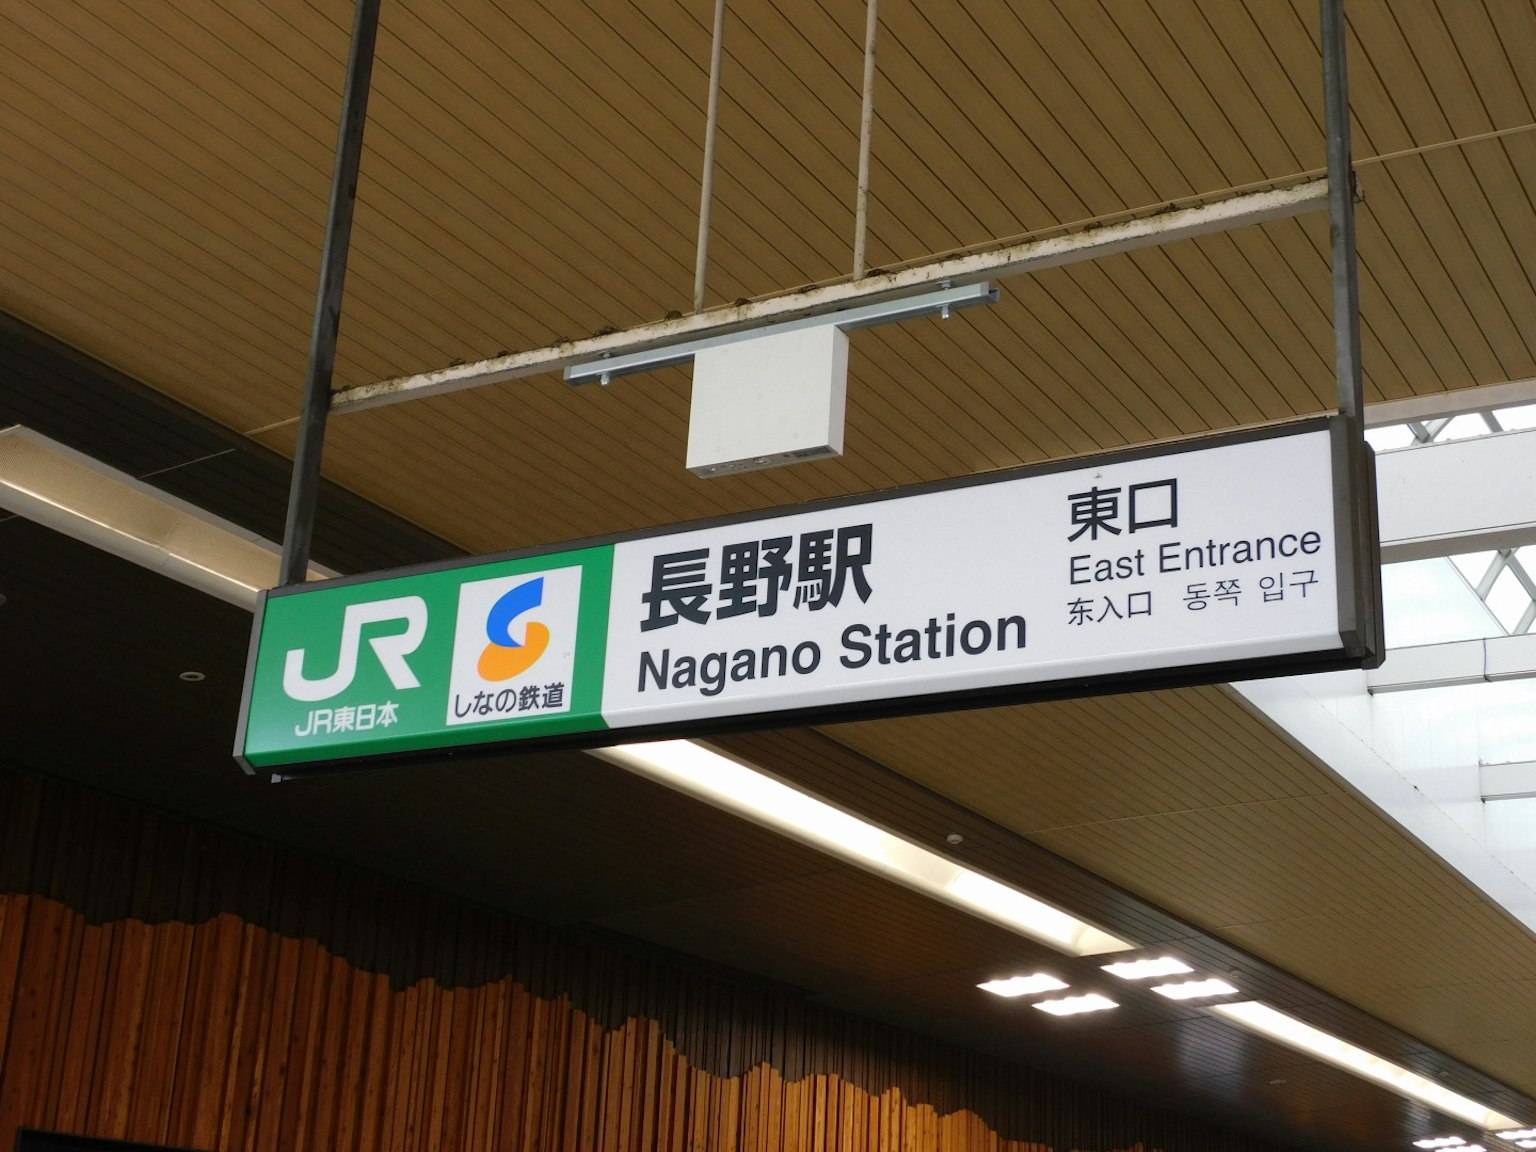 JR
JR東日本
しなの鉄道
長野駅
Nagano Station
東口
East Entrance
东入口 동쪽 입구